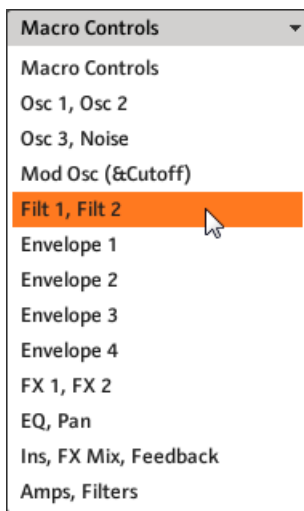 Macro Controls
Macro Controls
Osc 1, Osc 2
Osc 3, Noise
Mod Osc (&Cutoff)
Filt 1, Filt 2
Envelope 1
Envelope 2
Envelope 3
Envelope 4
FX 1, FX 2
EQ, Pan
Ins, FX Mix, Feedback
Amps, Filters